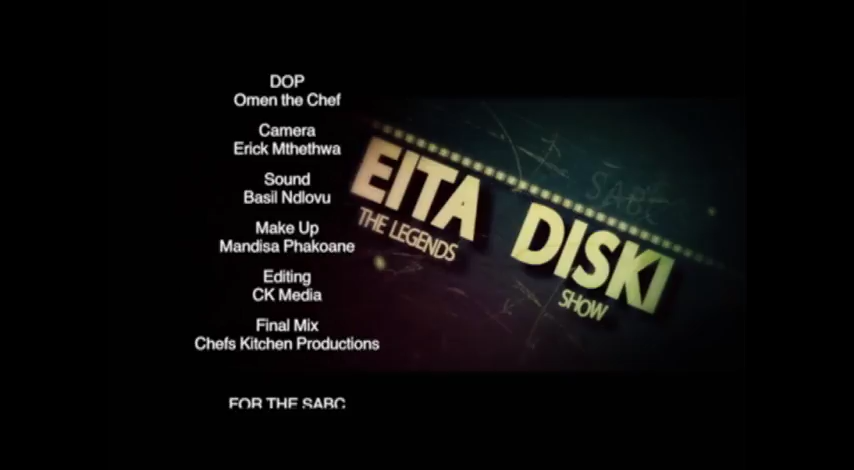 DOP
Omen the Chef
Camera
Erick Mthethwa
Sound
Basil Ndlovu
Make Up
Mandisa Phakoane
Editing
CK Media
Final Mix
Chefs Kitchen Productions
FOR THE SABC
EITA
THE LEGENDS
DISKI
SHOW
SABC